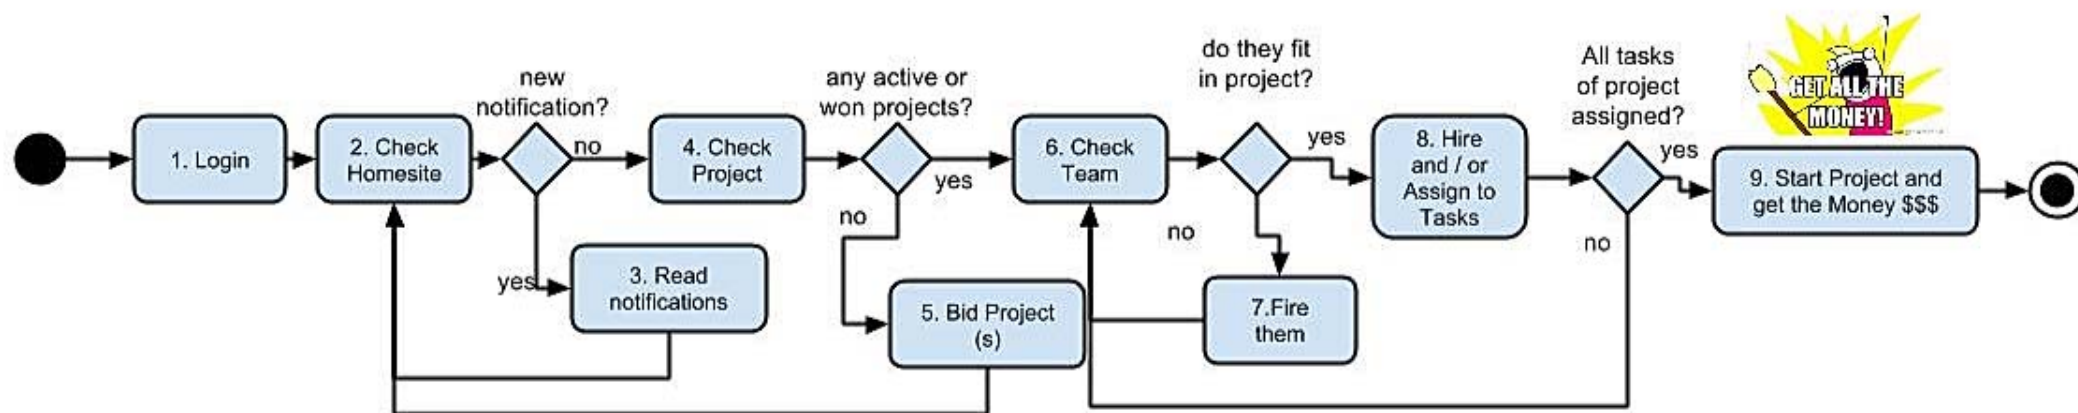 1. Login
2. Check
Homesite
new
notification?
no
yes
3. Read
notifications
4. Check
Project
any active or
won projects?
yes
no
5. Bid Project
(s)
6. Check
Team
do they fit
in project?
yes
no
7.Fire
them
8. Hire
and / or
Assign to
Tasks
All tasks
of project
assigned?
yes
no
GET ALL THE
MONEY!
9. Start Project and
get the Money $$$